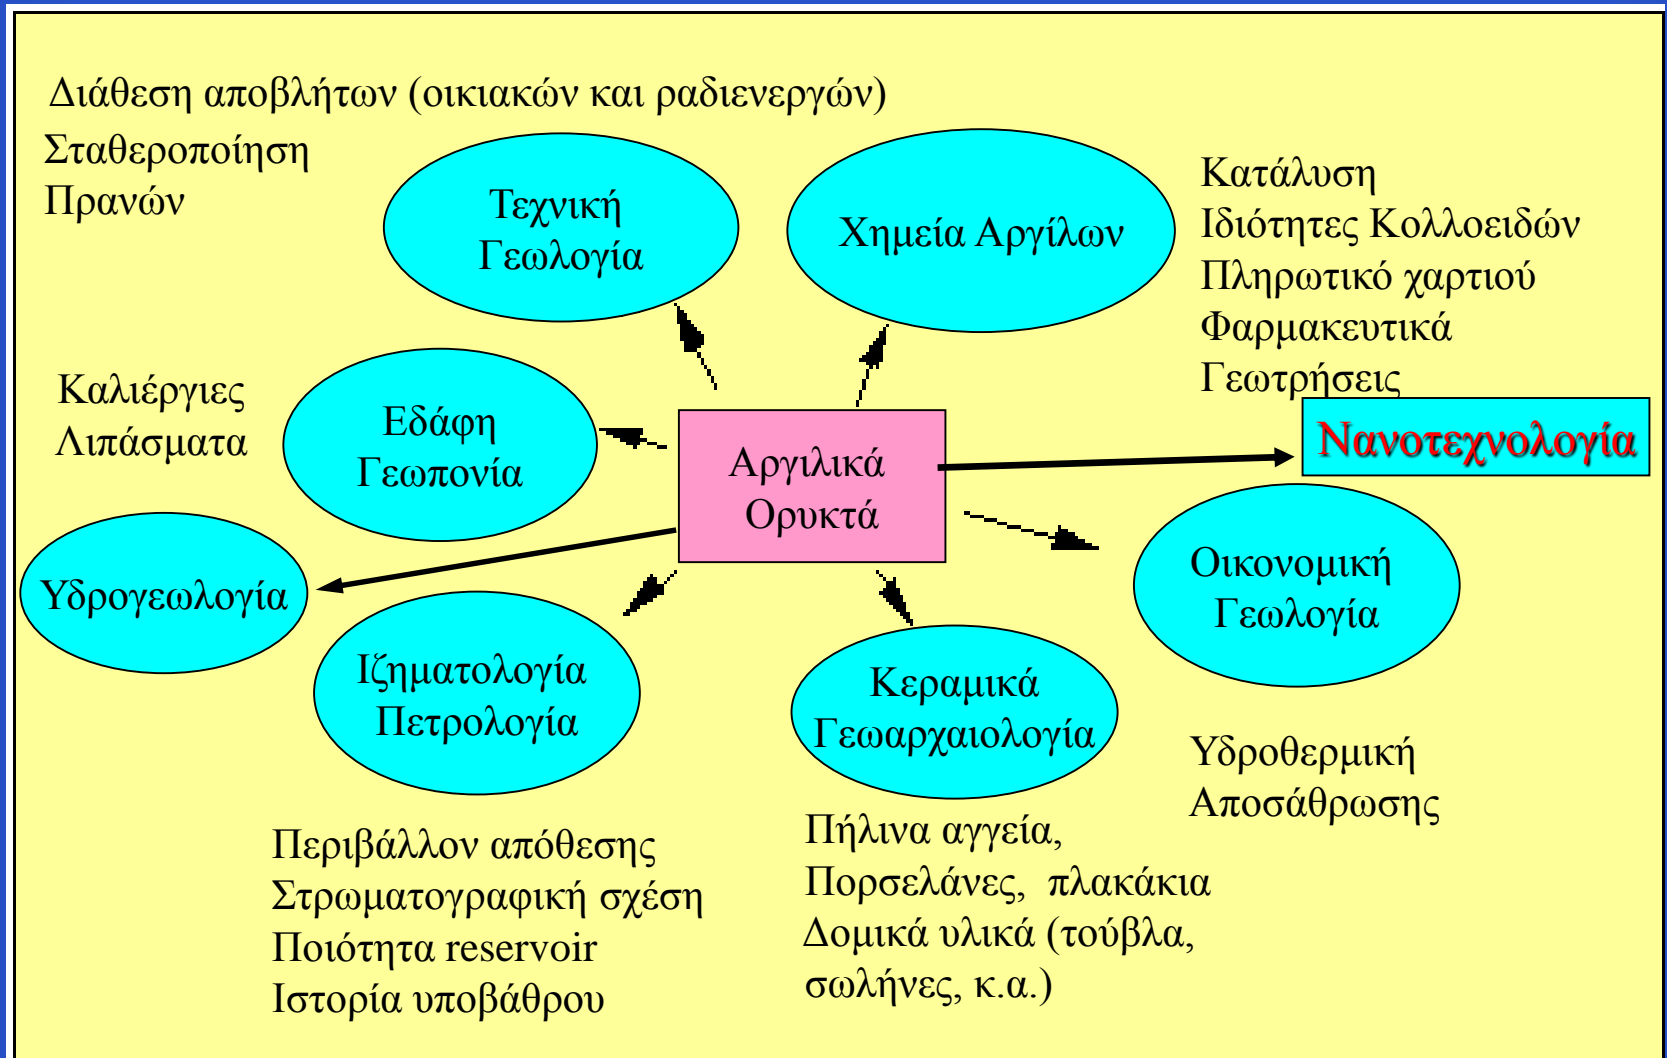 Διάθεση αποβλήτων (οικιακών και ραδιενεργών)
Σταθεροποίηση
Πρανών
Τεχνική
Γεωλογία
Χημεία Αργίλων
Κατάλυση
Ιδιότητες Κολλοειδών
Πληρωτικό χαρτιού
Φαρμακευτικά
Γεωτρήσεις
Καλιέργιες
Λιπάσματα
Εδάφη
Γεωπονία
Αργιλικά
Ορυκτά
Νανοτεχνολογία
Υδρογεωλογία
Οικονομική
Γεωλογία
Ιζηματολογία
Πετρολογία
Κεραμικά
Γεωαρχαιολογία
Υδροθερμική
Αποσάθρωσης
Περιβάλλον απόθεσης
Στρωματογραφική σχέση
Ποιότητα reservoir
Ιστορία υποβάθρου
Πήλινα αγγεία,
Πορσελάνες, πλακάκια
Δομικά υλικά (τούβλα,
σωλήνες, κ.α.)